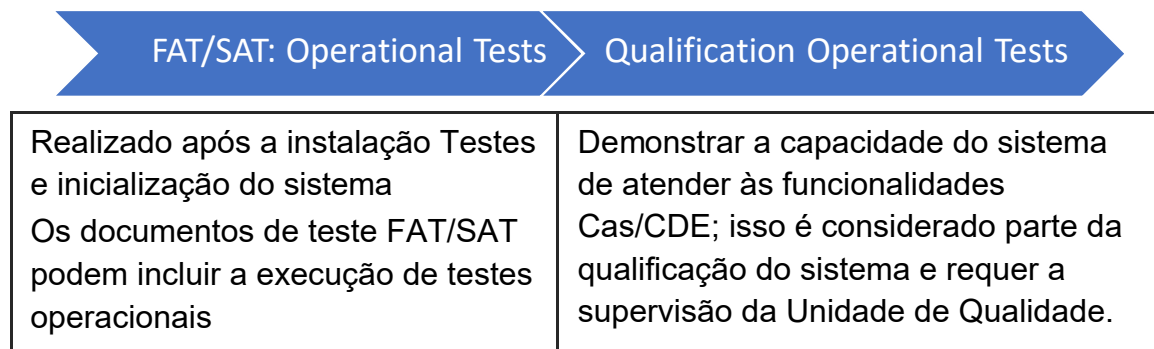 FAT/SAT: Operational Tests
Qualification Operational Tests
Realizado após a instalação Testes
e inicialização do sistema
Os documentos de teste FAT/SAT
podem incluir a execução de testes
operacionais
Demonstrar a capacidade do sistema
de atender às funcionalidades
Cas/CDE; isso é considerado parte da
qualificação do sistema e requer a
supervisão da Unidade de Qualidade.